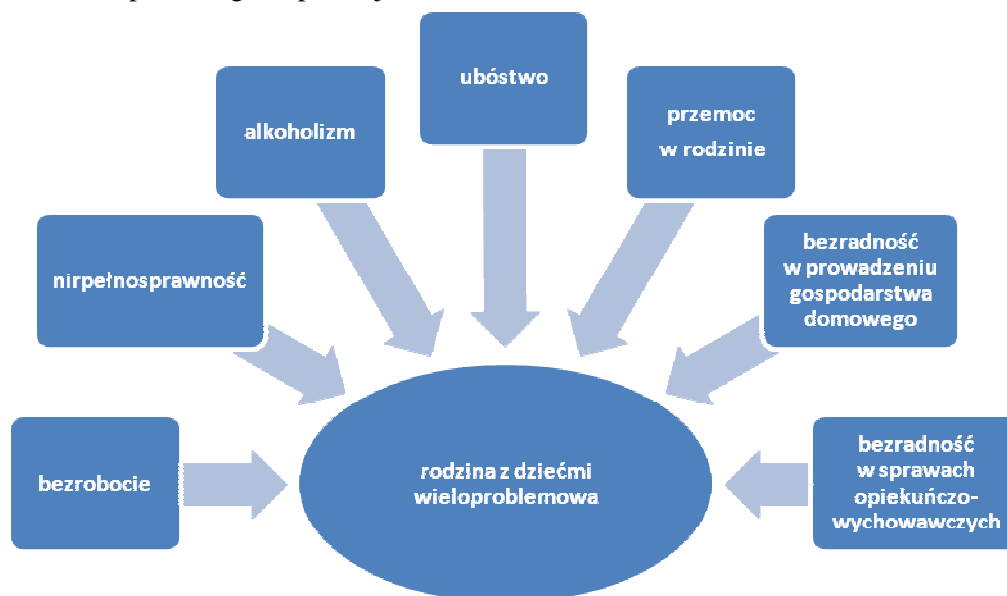 ubóstwo
alkoholizm
przemoc
w rodzinie
nirpełnosprawność
bezradność
w prowadzeniu
gospodarstwa
domowego
bezrobocie
rodzina z dziećmi
wieloproblemowa
bezradność
w sprawach
opiekuńczo-
wychowawczych